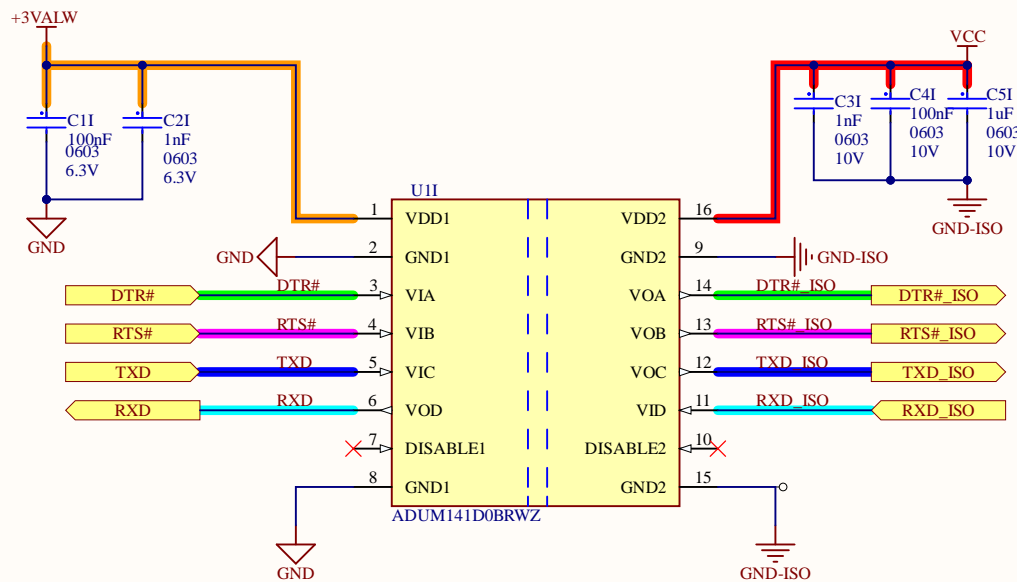 +3VALW
VCC
C1I
100nF
0603
6.3V
C2I
1nF
0603
6.3V
C3I
1nF
0603
10V
C4I
100nF
0603
10V
C5I
1uF
0603
10V
GND
GND-ISO
U1I
1 VDD1
VDD2 16
GND 2 GND1
GND2 9 GND-ISO
DTR# DTR# 3 VIA
VOA 14 DTR#_ISO DTR#_ISO
RTS# RTS# 4 VIB
VOB 13 RTS#_ISO RTS#_ISO
TXD TXD 5 VIC
VOC 12 TXD_ISO TXD_ISO
RXD RXD 6 VOD
VID 11 RXD_ISO RXD_ISO
7 DISABLE1
DISABLE2 10
8 GND1
GND2 15
ADUM141D0BRWZ
GND
GND-ISO